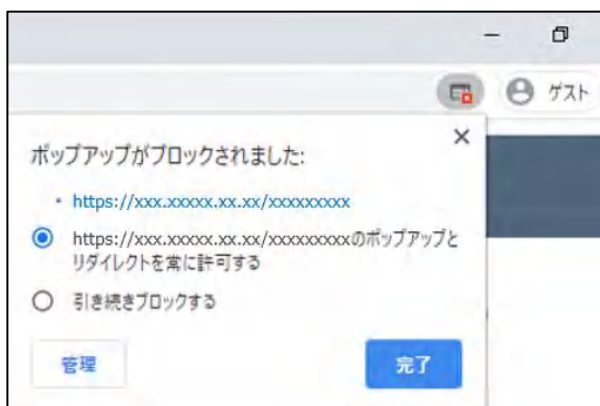 ゲスト
ポップアップがブロックされました:
・ https://xxx.xxxxx.xx.xx/xxxxxxxxx
https://xxx.xxxxx.xx.xx/xxxxxxxxxのポップアップと
リダイレクトを常に許可する
引き続きブロックする
管理 完了